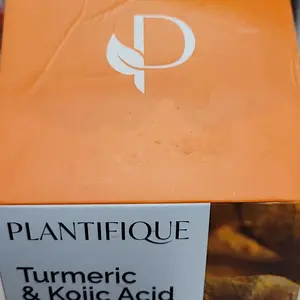 P
PLANTIFIQUE
Turmeric
& Kojic Acid